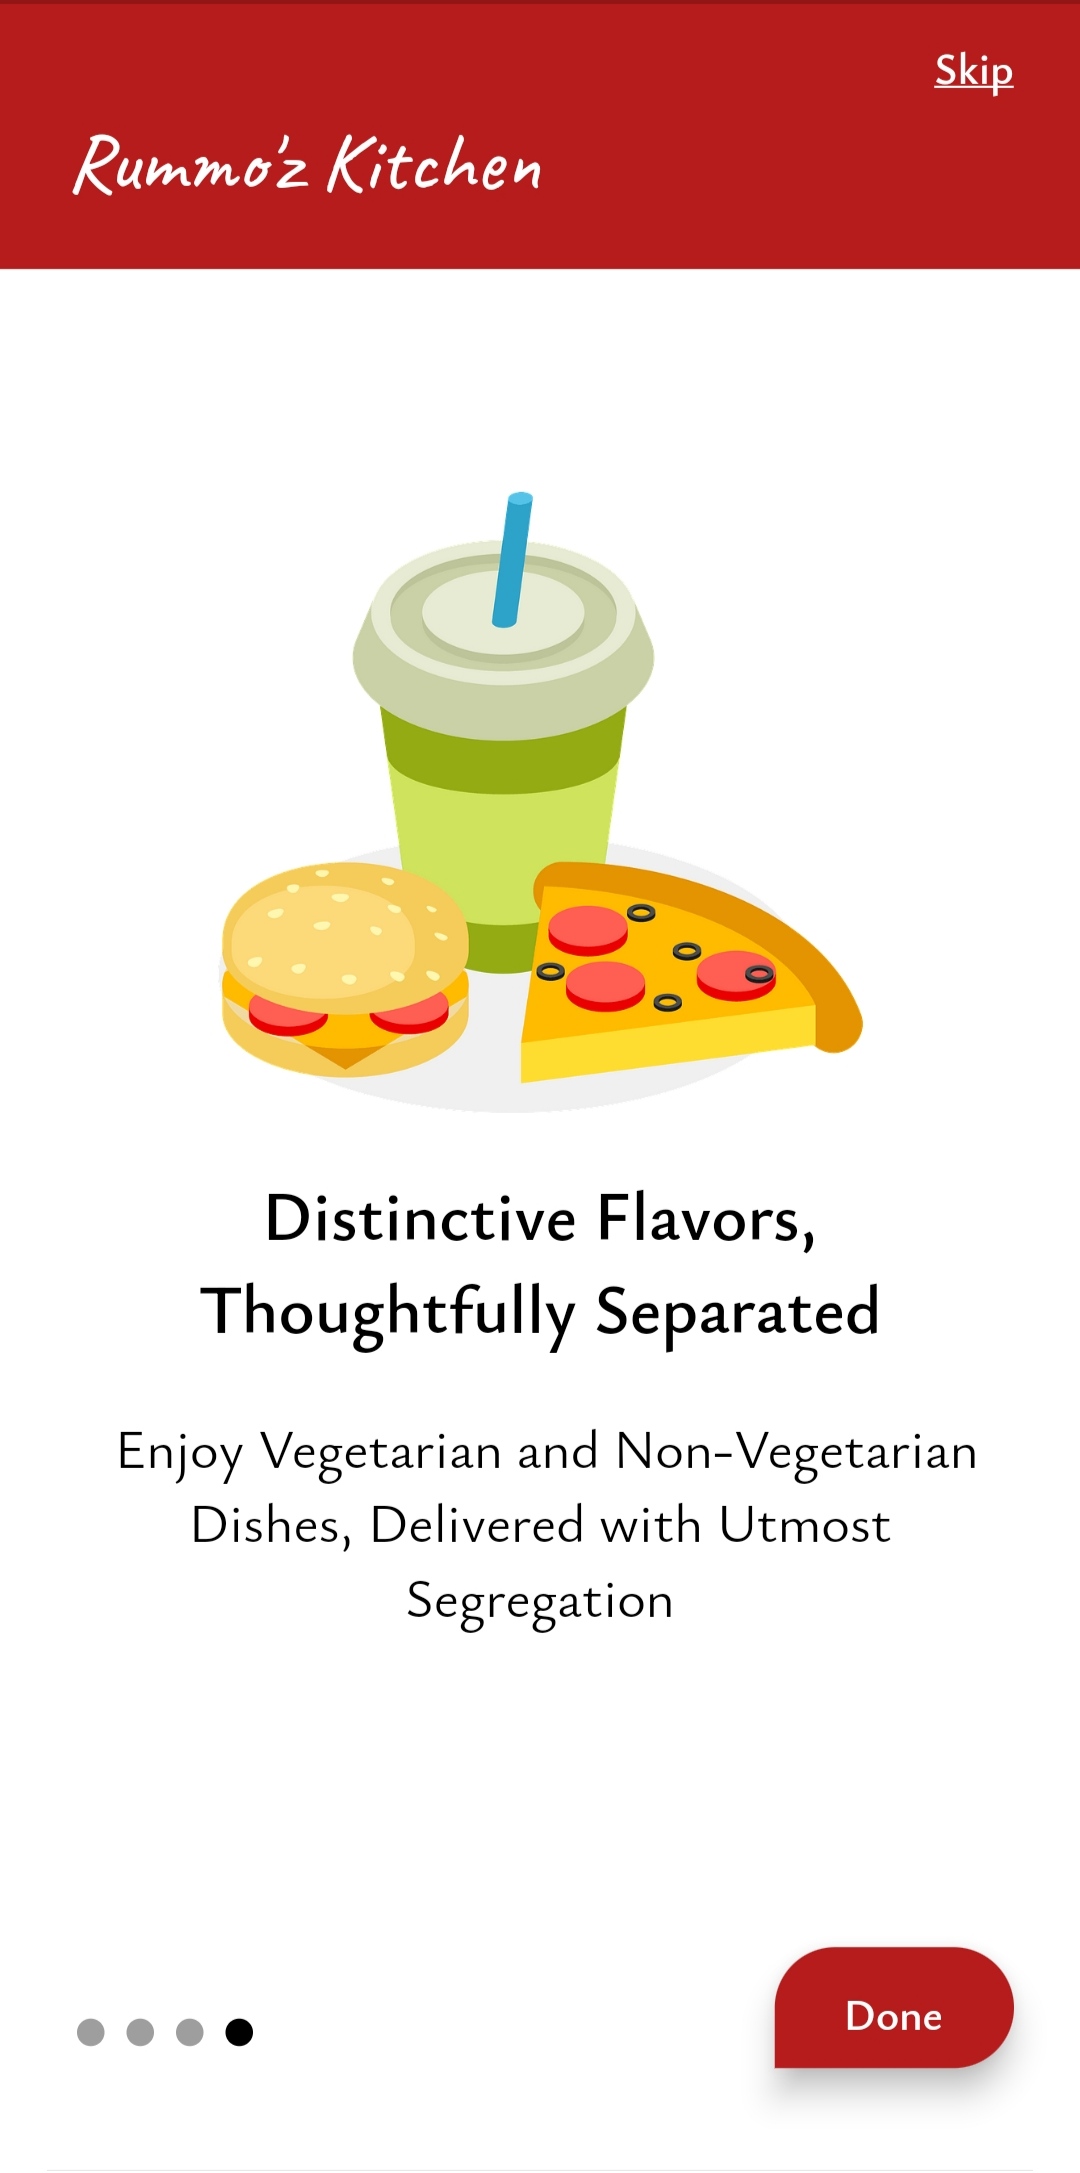 Skip
Rummo'z Kitchen
Distinctive Flavors,
Thoughtfully Separated
Enjoy Vegetarian and Non-Vegetarian
Dishes, Delivered with Utmost
Segregation
Done